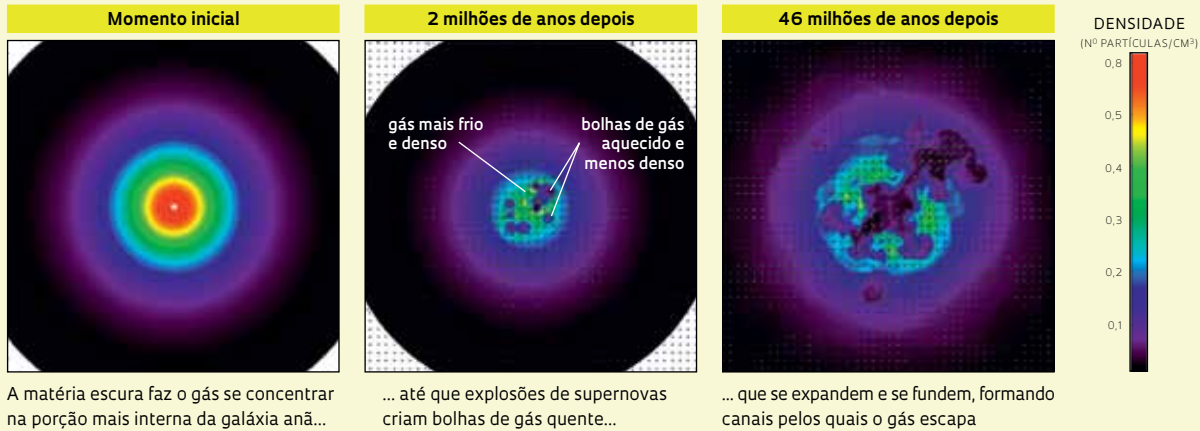 Momento inicial
2 milhões de anos depois
46 milhões de anos depois
DENSIDADE
(Nº PARTÍCULAS/CM³)
0,8
0,5
0,4
0,3
0,2
0,1
gás mais frio
e denso
bolhas de gás
aquecido e
menos denso
A matéria escura faz o gás se concentrar
na porção mais interna da galáxia anã...
... até que explosões de supernovas
criam bolhas de gás quente...
... que se expandem e se fundem, formando
canais pelos quais o gás escapa